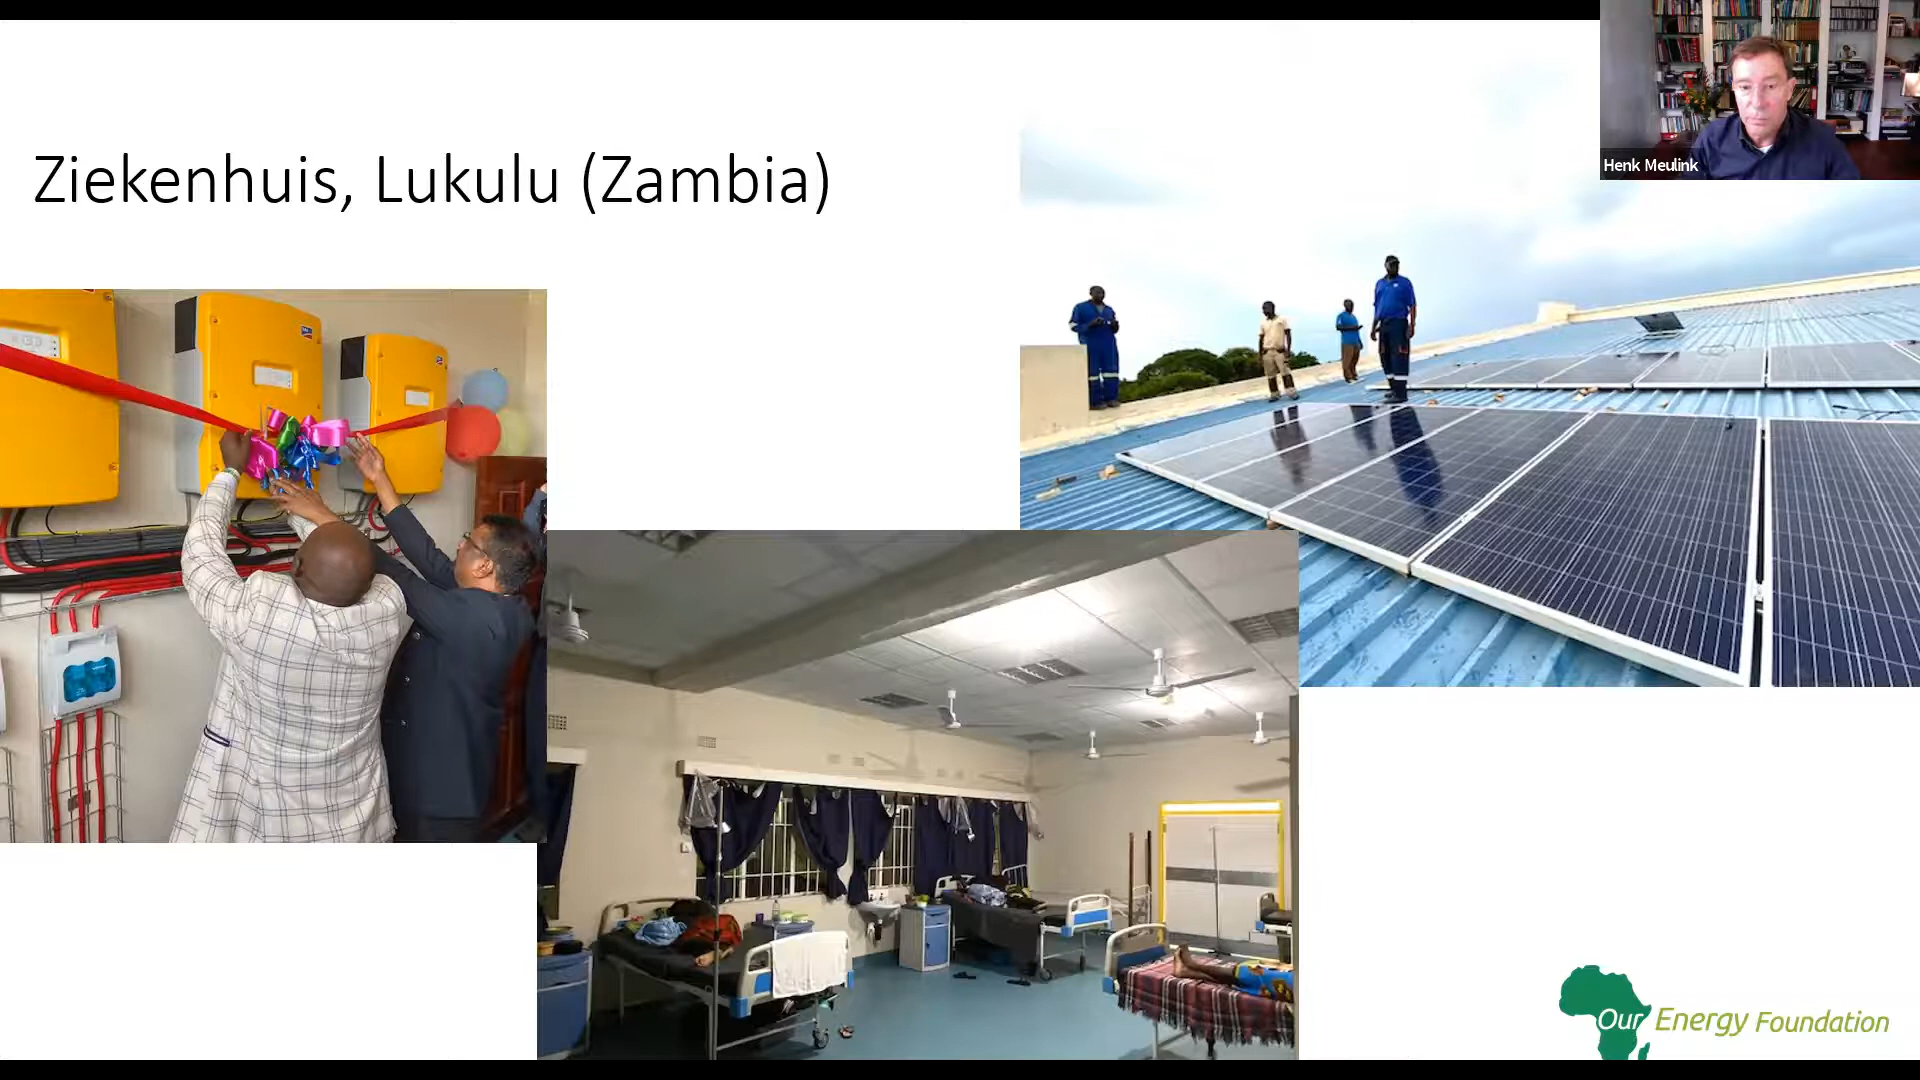 Ziekenhuis, Lukulu (Zambia)
Henk Meulink
Our Energy Foundation